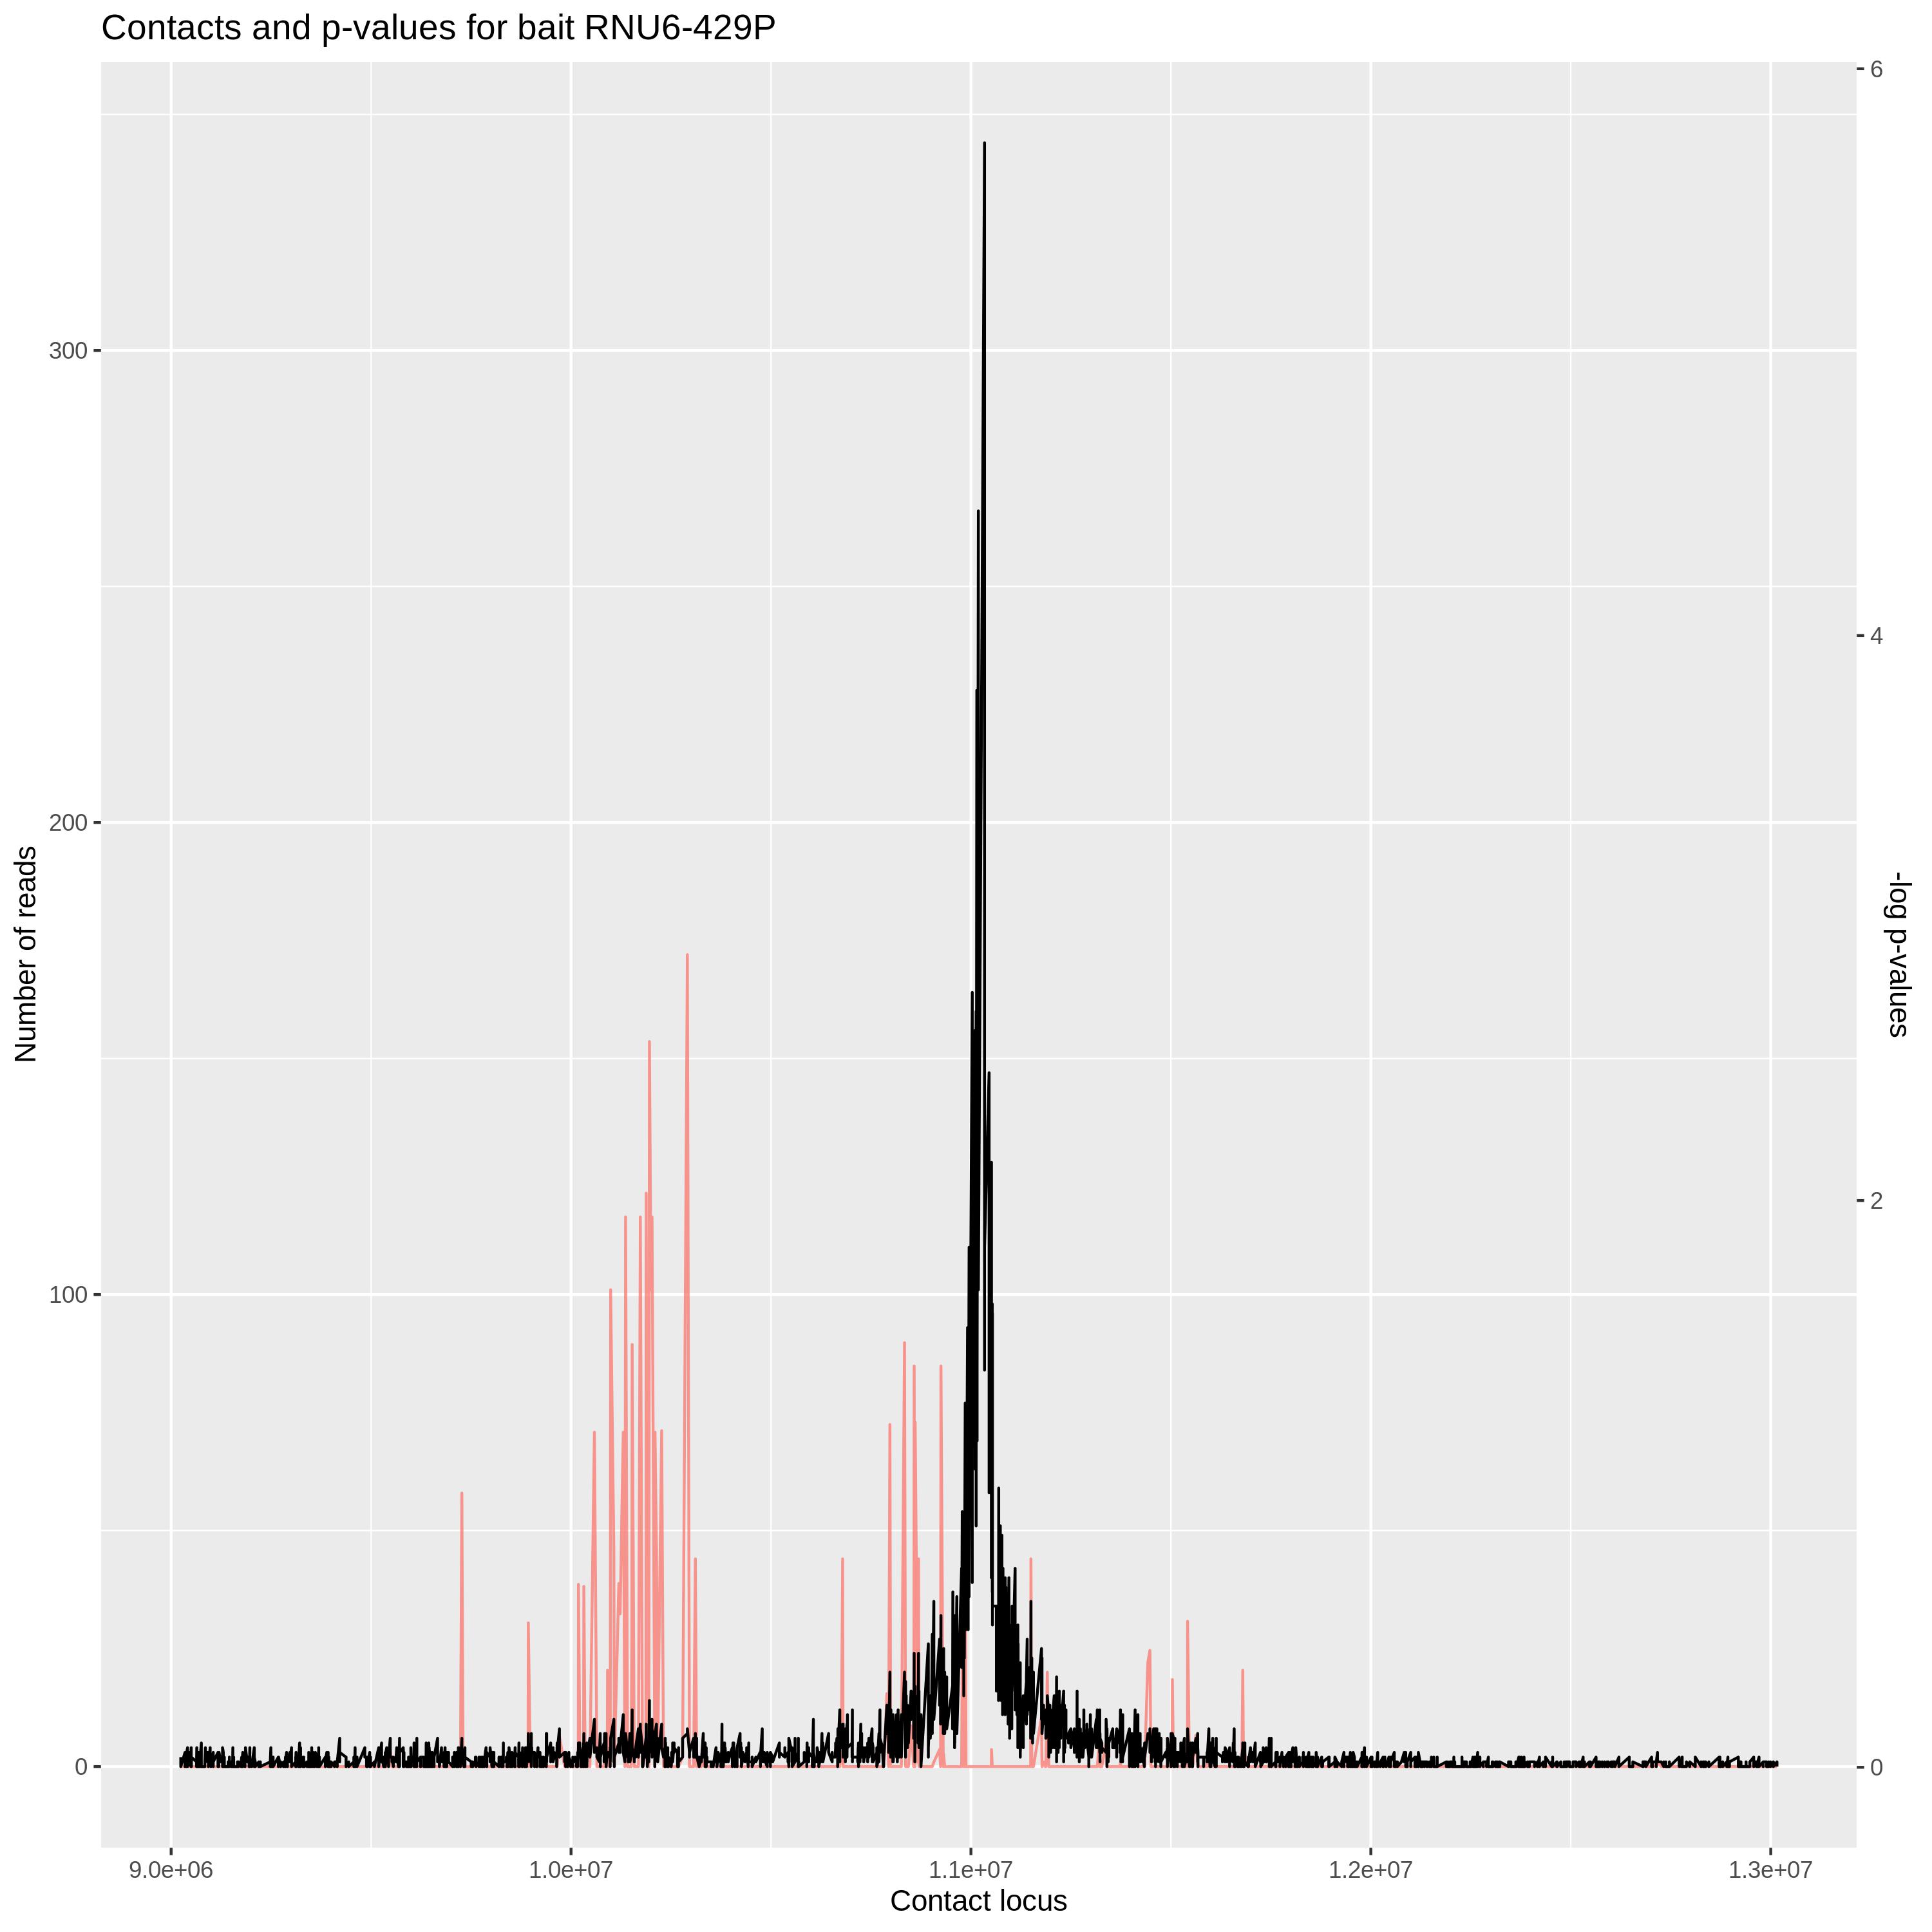 Contacts and p-values for bait RNU6-429P
6
300
4
200
Number of reads
-log p-values
2
100
0
0
9.0e+06
1.0e+07
1.1e+07
1.2e+07
1.3e+07
Contact locus